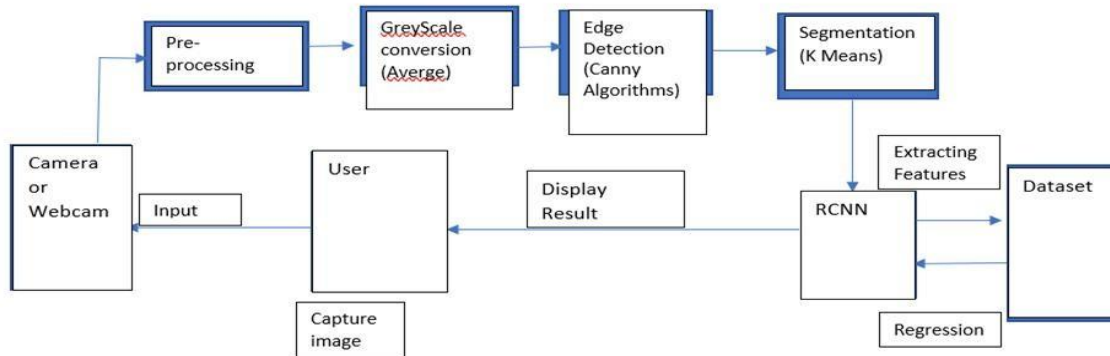 Pre-
processing
GreyScale
conversion
(Averge)
Edge
Detection
(Canny
Algorithms)
Segmentation
(K Means)
Camera
or
Webcam
Input
User
Display
Result
RCNN
Extracting
Features
Dataset
Capture
image
Regression